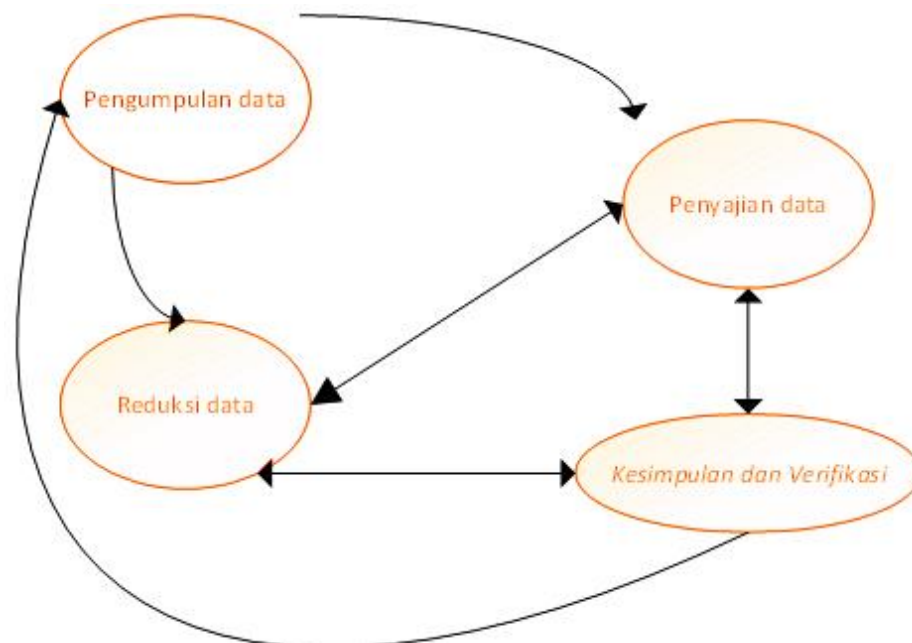 Pengumpulan data
Penyajian data
Reduksi data
Kesimpulan dan Verifikasi